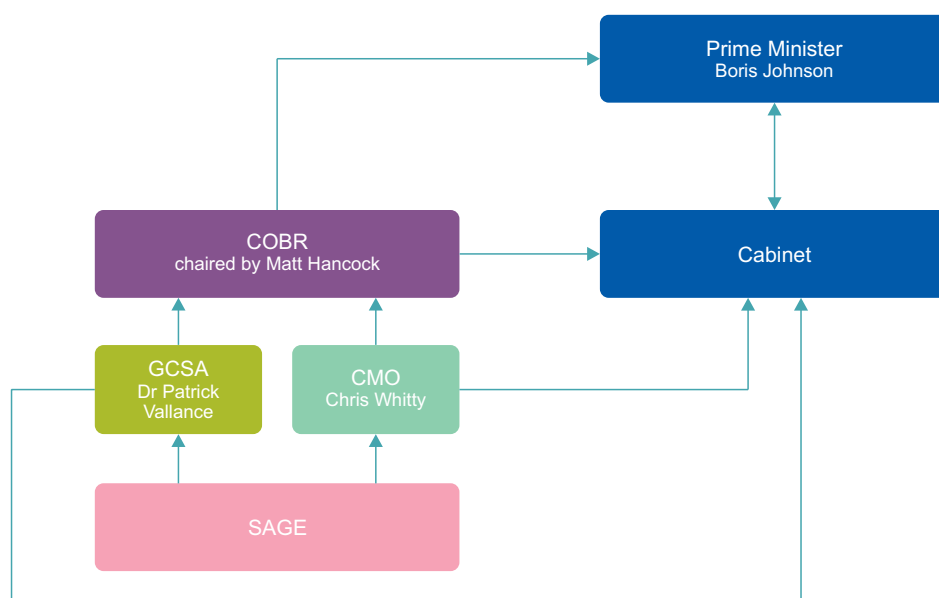 Prime Minister
Boris Johnson
COBR
chaired by Matt Hancock
Cabinet
GCSA
Dr Patrick
Vallance
CMO
Chris Whitty
SAGE